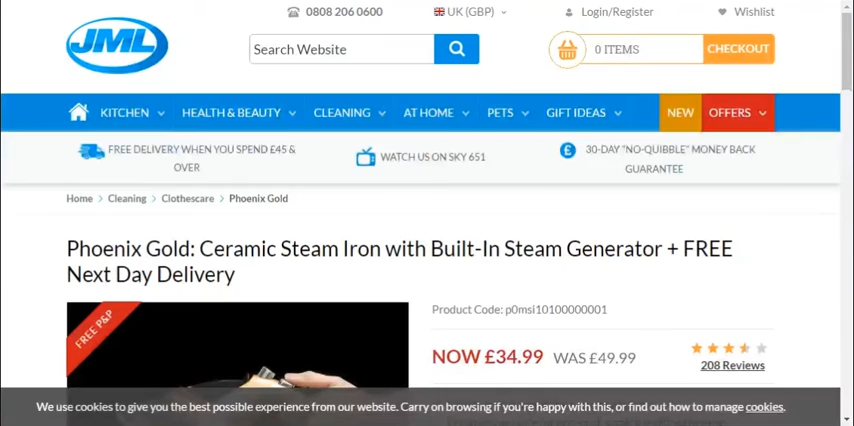 0808 206 0600
UK (GBP)
Login/Register
Wishlist
JML
Search Website
0 ITEMS
CHECKOUT
KITCHEN
HEALTH & BEAUTY
CLEANING
AT HOME
PETS
GIFT IDEAS
NEW
OFFERS
FREE DELIVERY WHEN YOU SPEND £45 &
OVER
WATCH US ON SKY 651
£
30-DAY "NO-QUIBBLE" MONEY BACK
GUARANTEE
Home > Cleaning > Clothescare > Phoenix Gold
Phoenix Gold: Ceramic Steam Iron with Built-In Steam Generator + FREE
Next Day Delivery
FREE P&P
Product Code: p0msi10100000001
NOW £34.99 WAS £49.99
208 Reviews
We use cookies to give you the best possible experience from our website. Carry on browsing if you're happy with this, or find out how to manage cookies.